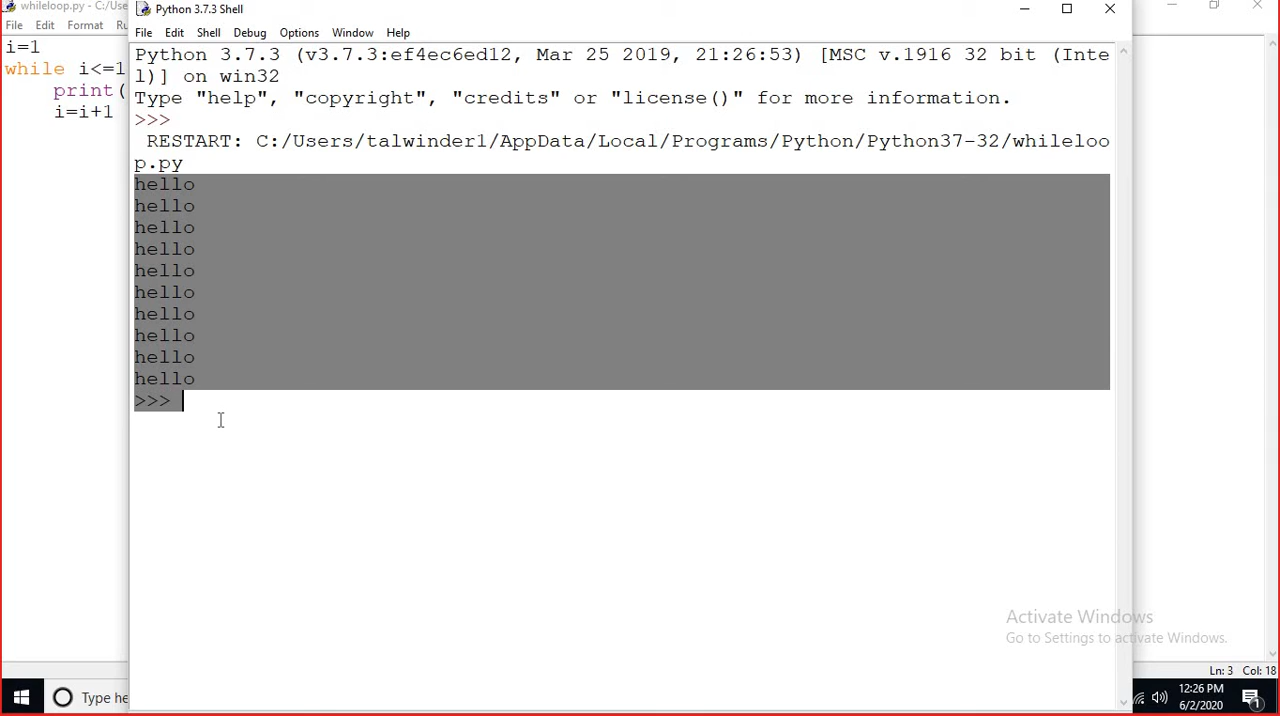 whileloop.py - C:/Use
File Edit Format Ru
i=1
while i<=1
print(
i=i+1
Python 3.7.3 Shell
File Edit Shell Debug Options Window Help
Python 3.7.3 (v3.7.3:ef4ec6ed12, Mar 25 2019, 21:26:53) [MSC v.1916 32 bit (Inte
l)] on win32
Type "help", "copyright", "credits" or "license()" for more information.
>>>
RESTART: C:/Users/talwinder1/AppData/Local/Programs/Python/Python37-32/whileloo
p.py
hello
hello
hello
hello
hello
hello
hello
hello
hello
hello
>>>
Activate Windows
Go to Settings to activate Windows.
Ln: 3 Col: 18
Type he
12:26 PM
6/2/2020
1